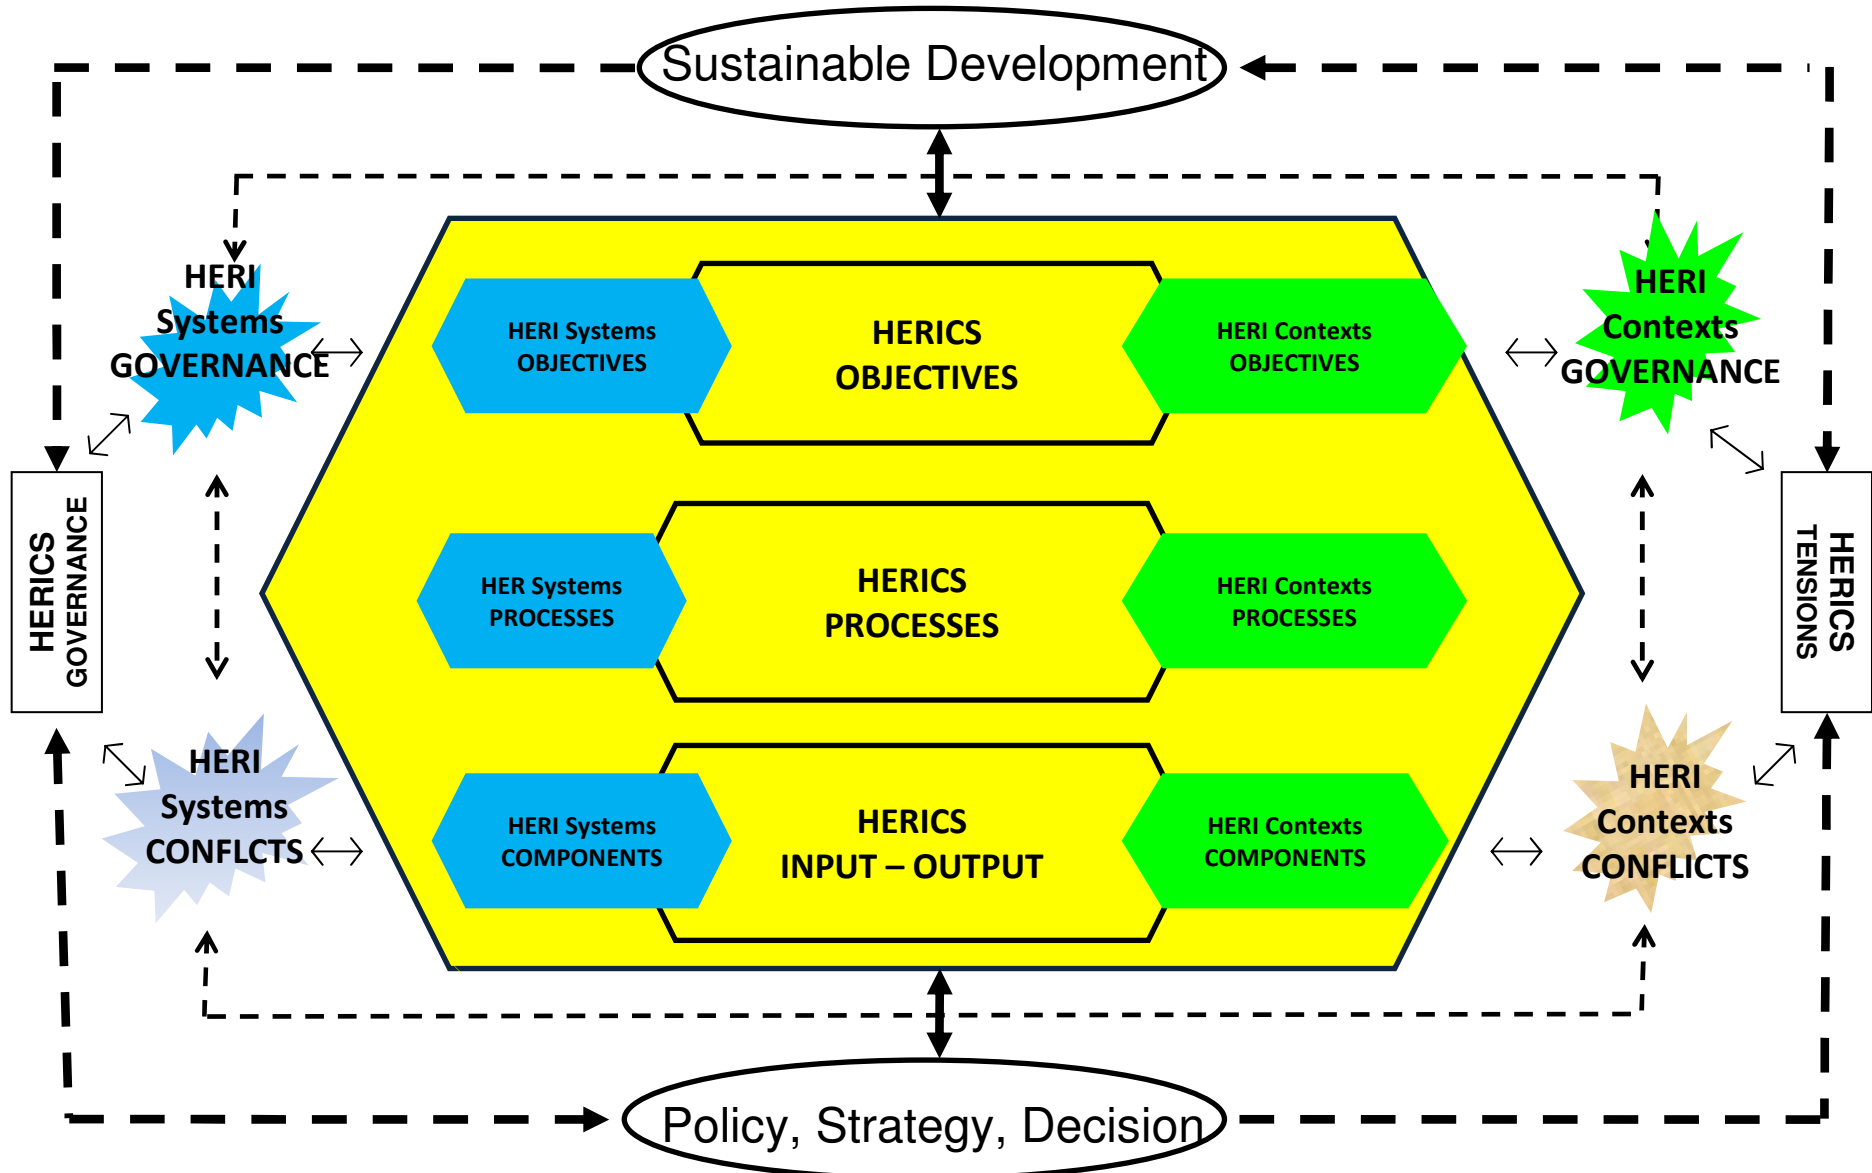 Sustainable Development
HERI
Systems
GOVERNANCE
HERI Systems
OBJECTIVES
HERICS
OBJECTIVES
HERI Contexts
OBJECTIVES
HERI
Contexts
GOVERNANCE
HERICS
GOVERNANCE
HER Systems
PROCESSES
HERICS
PROCESSES
HERI Contexts
PROCESSES
HERICS
TENSIONS
HERI
Systems
CONFLCTS
HERI Systems
COMPONENTS
HERICS
INPUT – OUTPUT
HERI Contexts
COMPONENTS
HERI
Contexts
CONFLICTS
Policy, Strategy, Decision